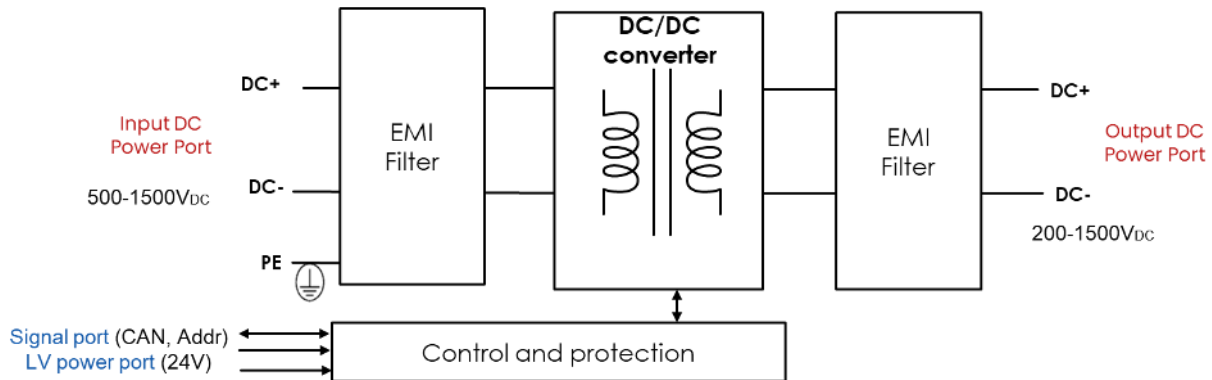 DC/DC
converter
DC+
DC+
Input DC
Power Port
EMI
Filter
EMI
Filter
Output DC
Power Port
DC-
500-1500VDC
DC-
200-1500VDC
PE
Signal port (CAN, Addr)
LV power port (24V)
Control and protection